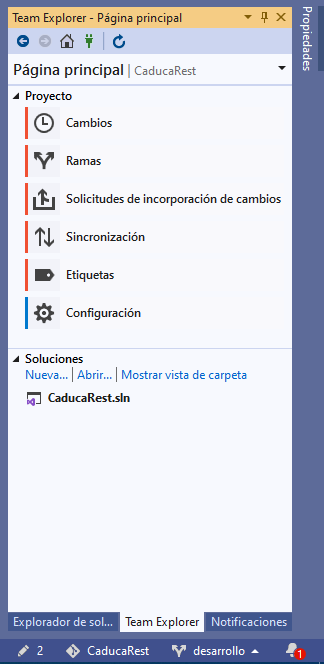 Team Explorer - Página principal
Propiedades
Página principal | CaducaRest
Proyecto
Cambios
Ramas
Solicitudes de incorporación de cambios
Sincronización
Etiquetas
Configuración
Soluciones
Nueva... | Abrir... | Mostrar vista de carpeta
CaducaRest.sln
Explorador de sol... Team Explorer Notificaciones
2 CaducaRest desarrollo 1